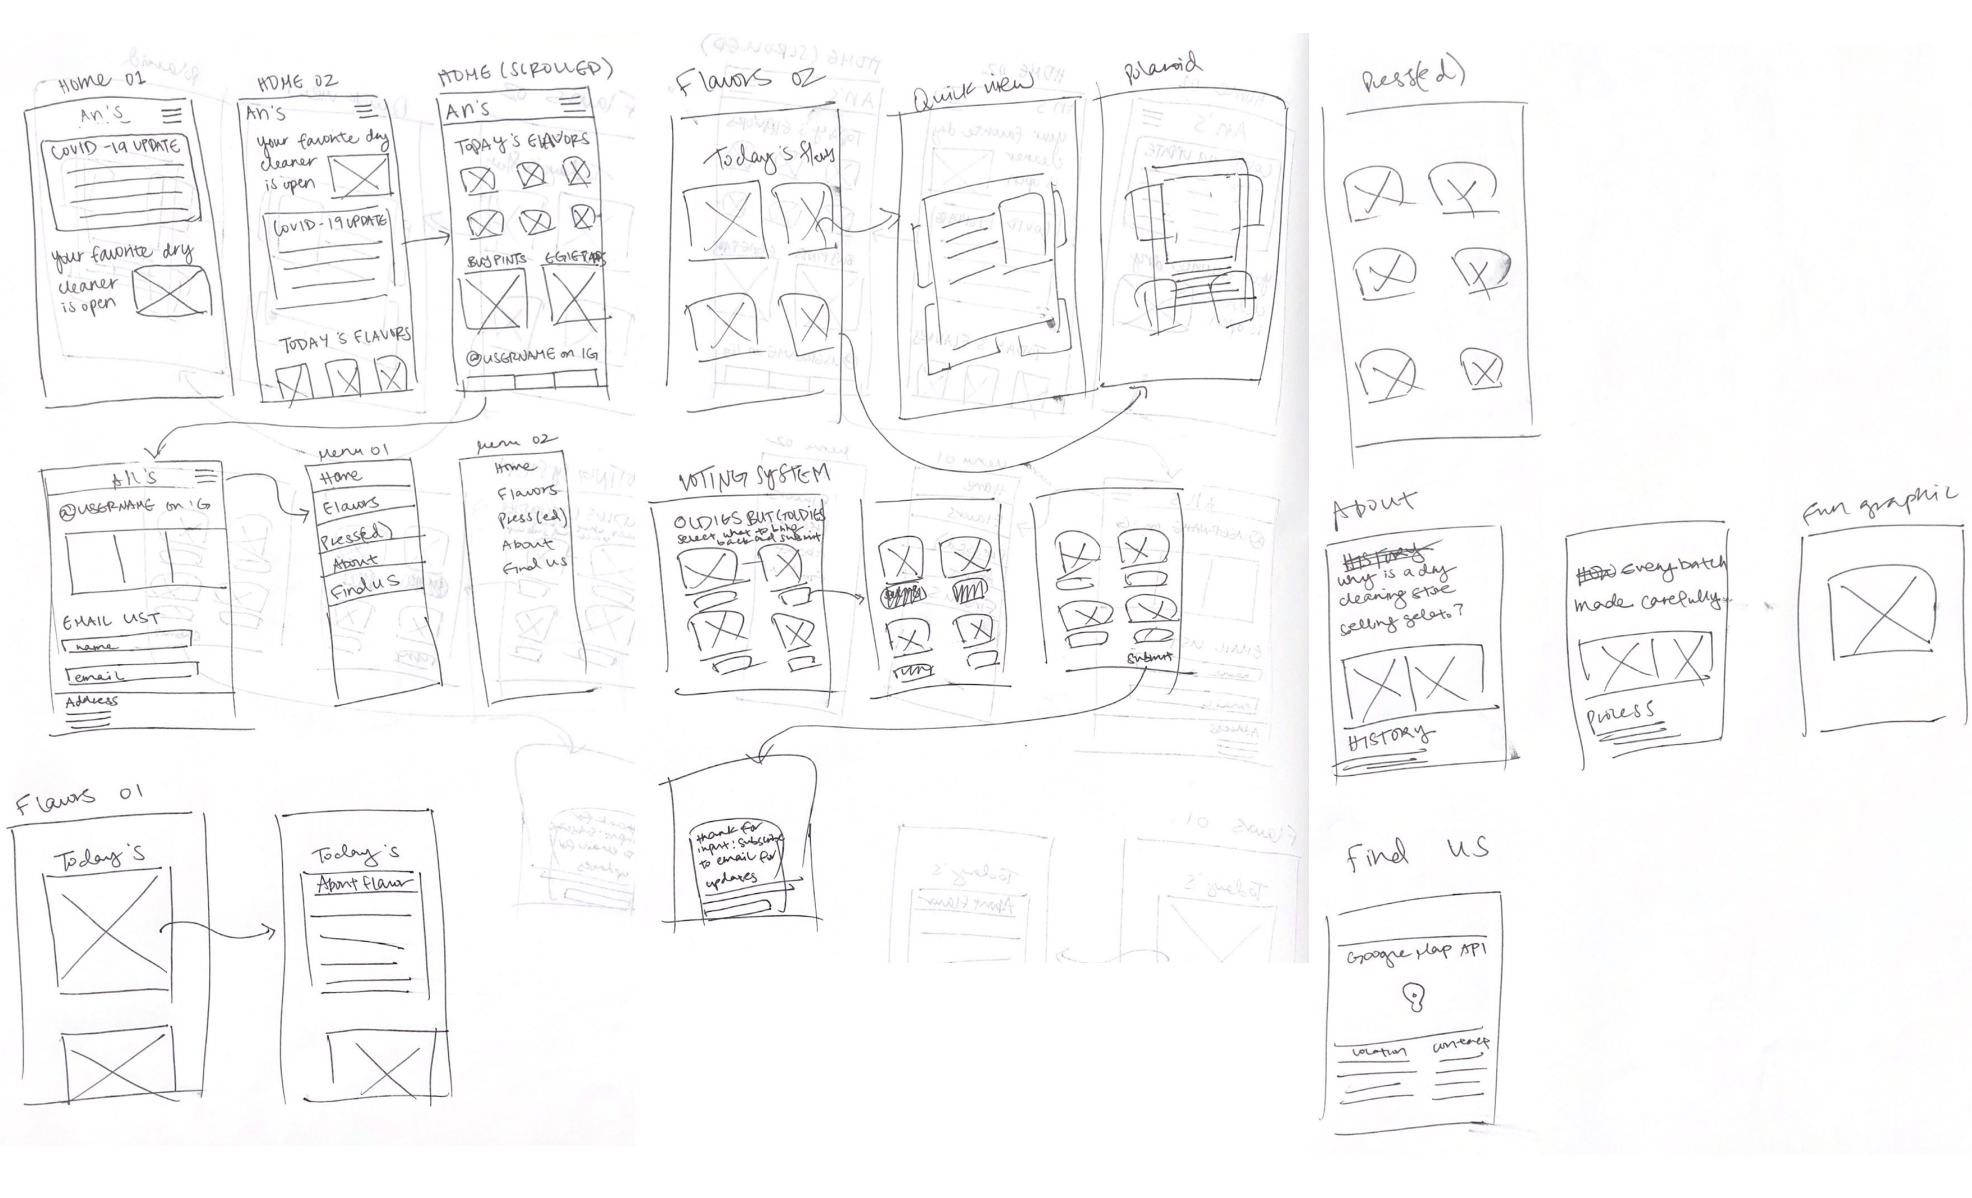 Home 01
An's
COVID-19 UPDATE
your favorite dry
cleaner
is open
HOME 02
An's
your favorite dry
cleaner
is open
COVID-19 UPDATE
TODAY'S FLAVORS
HOME (SCROLLED)
An's
TODAY'S FLAVORS
BUY PINTS
@USERNAME on IG
An's
@USERNAME on IG
EMAIL LIST
name
email
Address
Menu 01
Home
Flavors
Press(ed)
About
Find US
Menu 02
Home
Flavors
Press(ed)
About
Find us
Flavors 01
Today's
Today's
About Flavor
Flavors 02
Today's flavs
Quick view
Polaroid
VOTING SYSTEM
OLDIES BUT GOLDIES
select what to bring
back and submit
submit
thank for
input! subscribe
to email for
updates
Press(ed)
About
HISTORY
why is a dry
cleaning store
selling gelato?
HISTORY
Every batch
made carefully
Process
Fun graphic
Find us
Google Map API
Location
contact